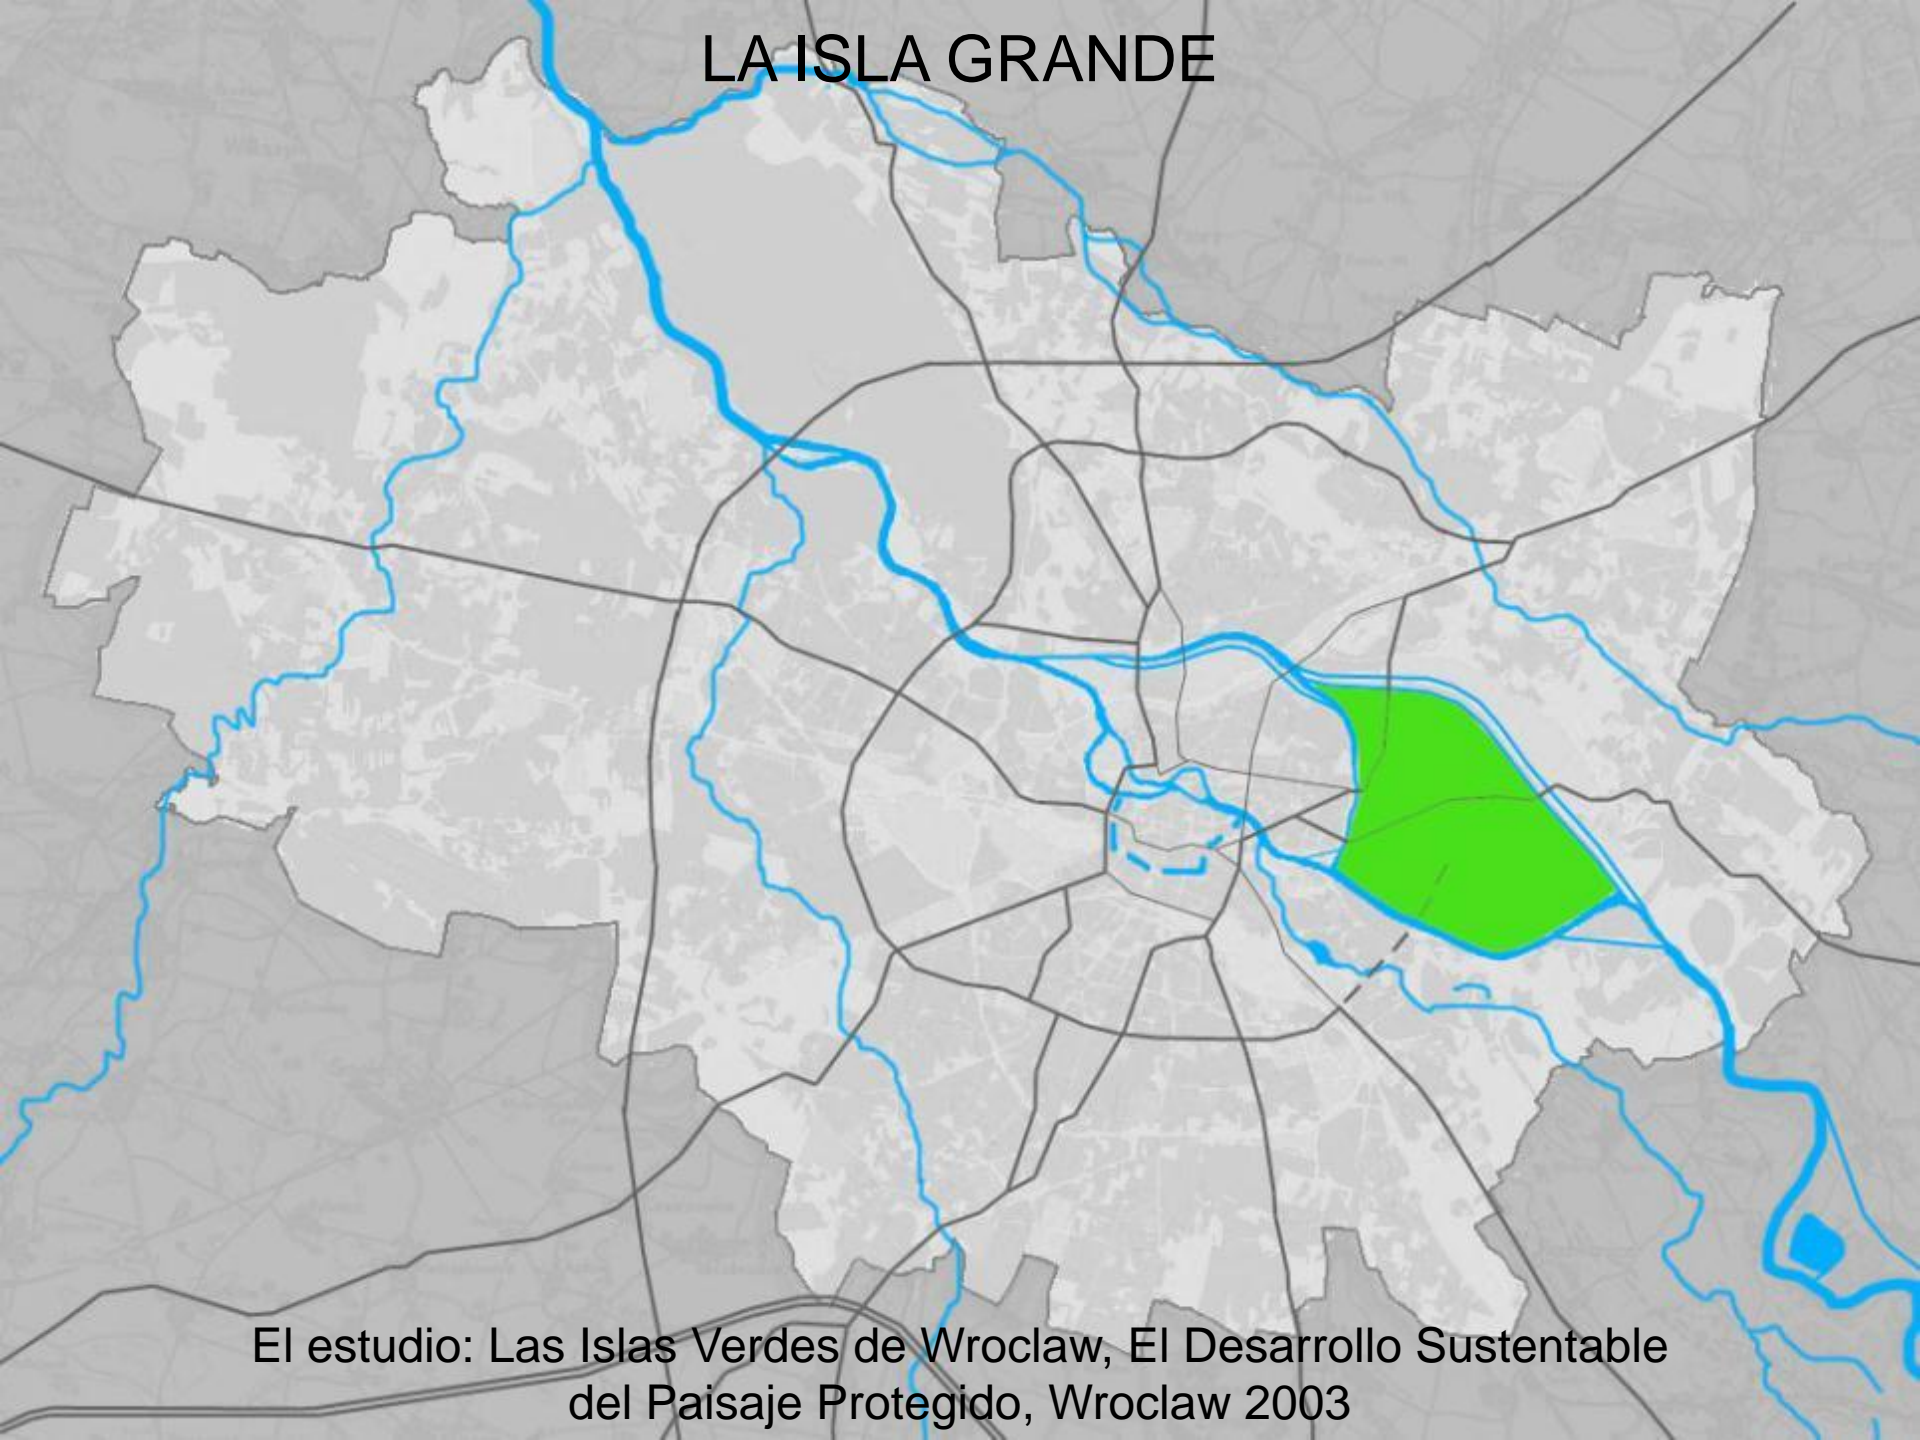 LA ISLA GRANDE
El estudio: Las Islas Verdes de Wroclaw, El Desarrollo Sustentable
del Paisaje Protegido, Wroclaw 2003